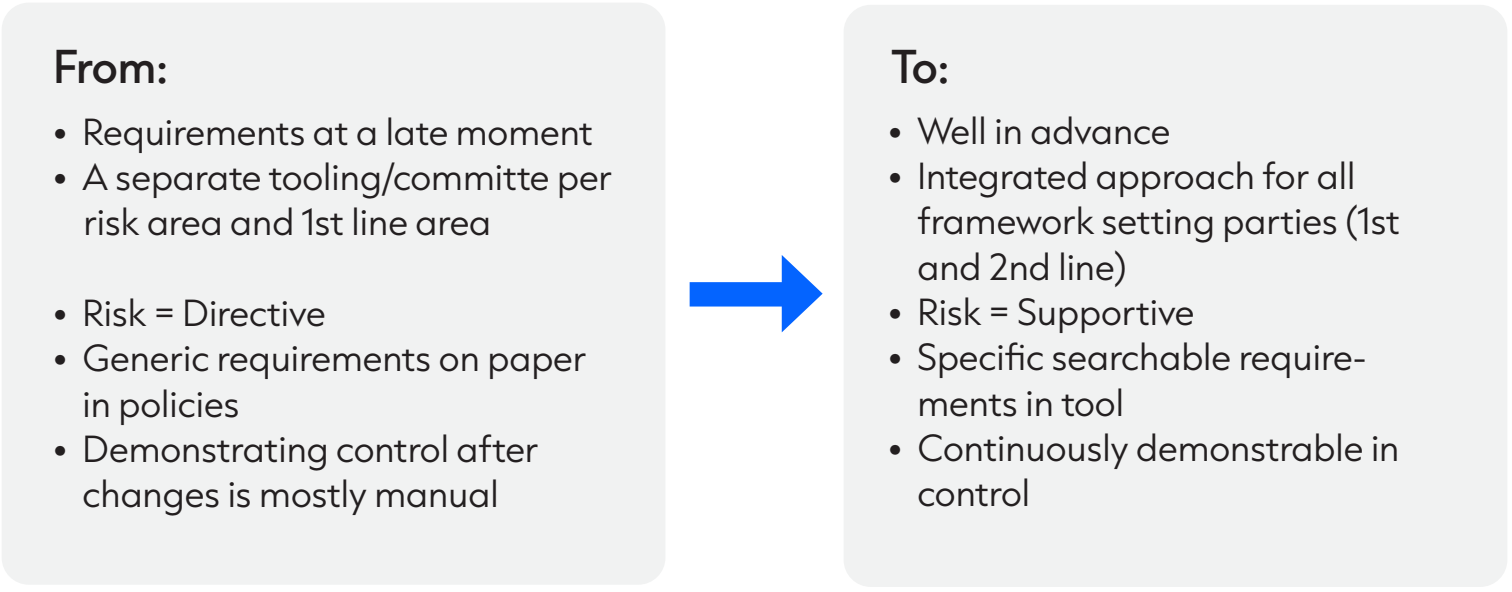 From:
• Requirements at a late moment
• A separate tooling/committe per
risk area and 1st line area
• Risk = Directive
• Generic requirements on paper
in policies
• Demonstrating control after
changes is mostly manual
To:
• Well in advance
• Integrated approach for all
framework setting parties (1st
and 2nd line)
• Risk = Supportive
• Specific searchable require-
ments in tool
• Continuously demonstrable in
control